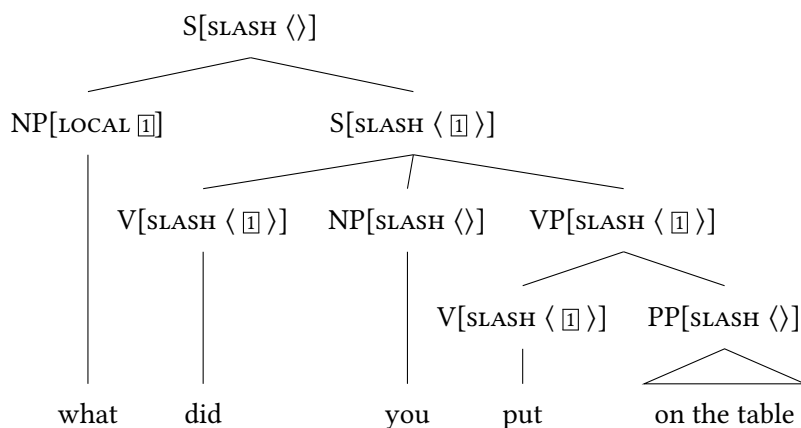 S[SLASH ⟨⟩]
NP[LOCAL 1] S[SLASH ⟨ 1 ⟩]
V[SLASH ⟨ 1 ⟩] NP[SLASH ⟨⟩] VP[SLASH ⟨ 1 ⟩]
V[SLASH ⟨ 1 ⟩] PP[SLASH ⟨⟩]
what did you put on the table